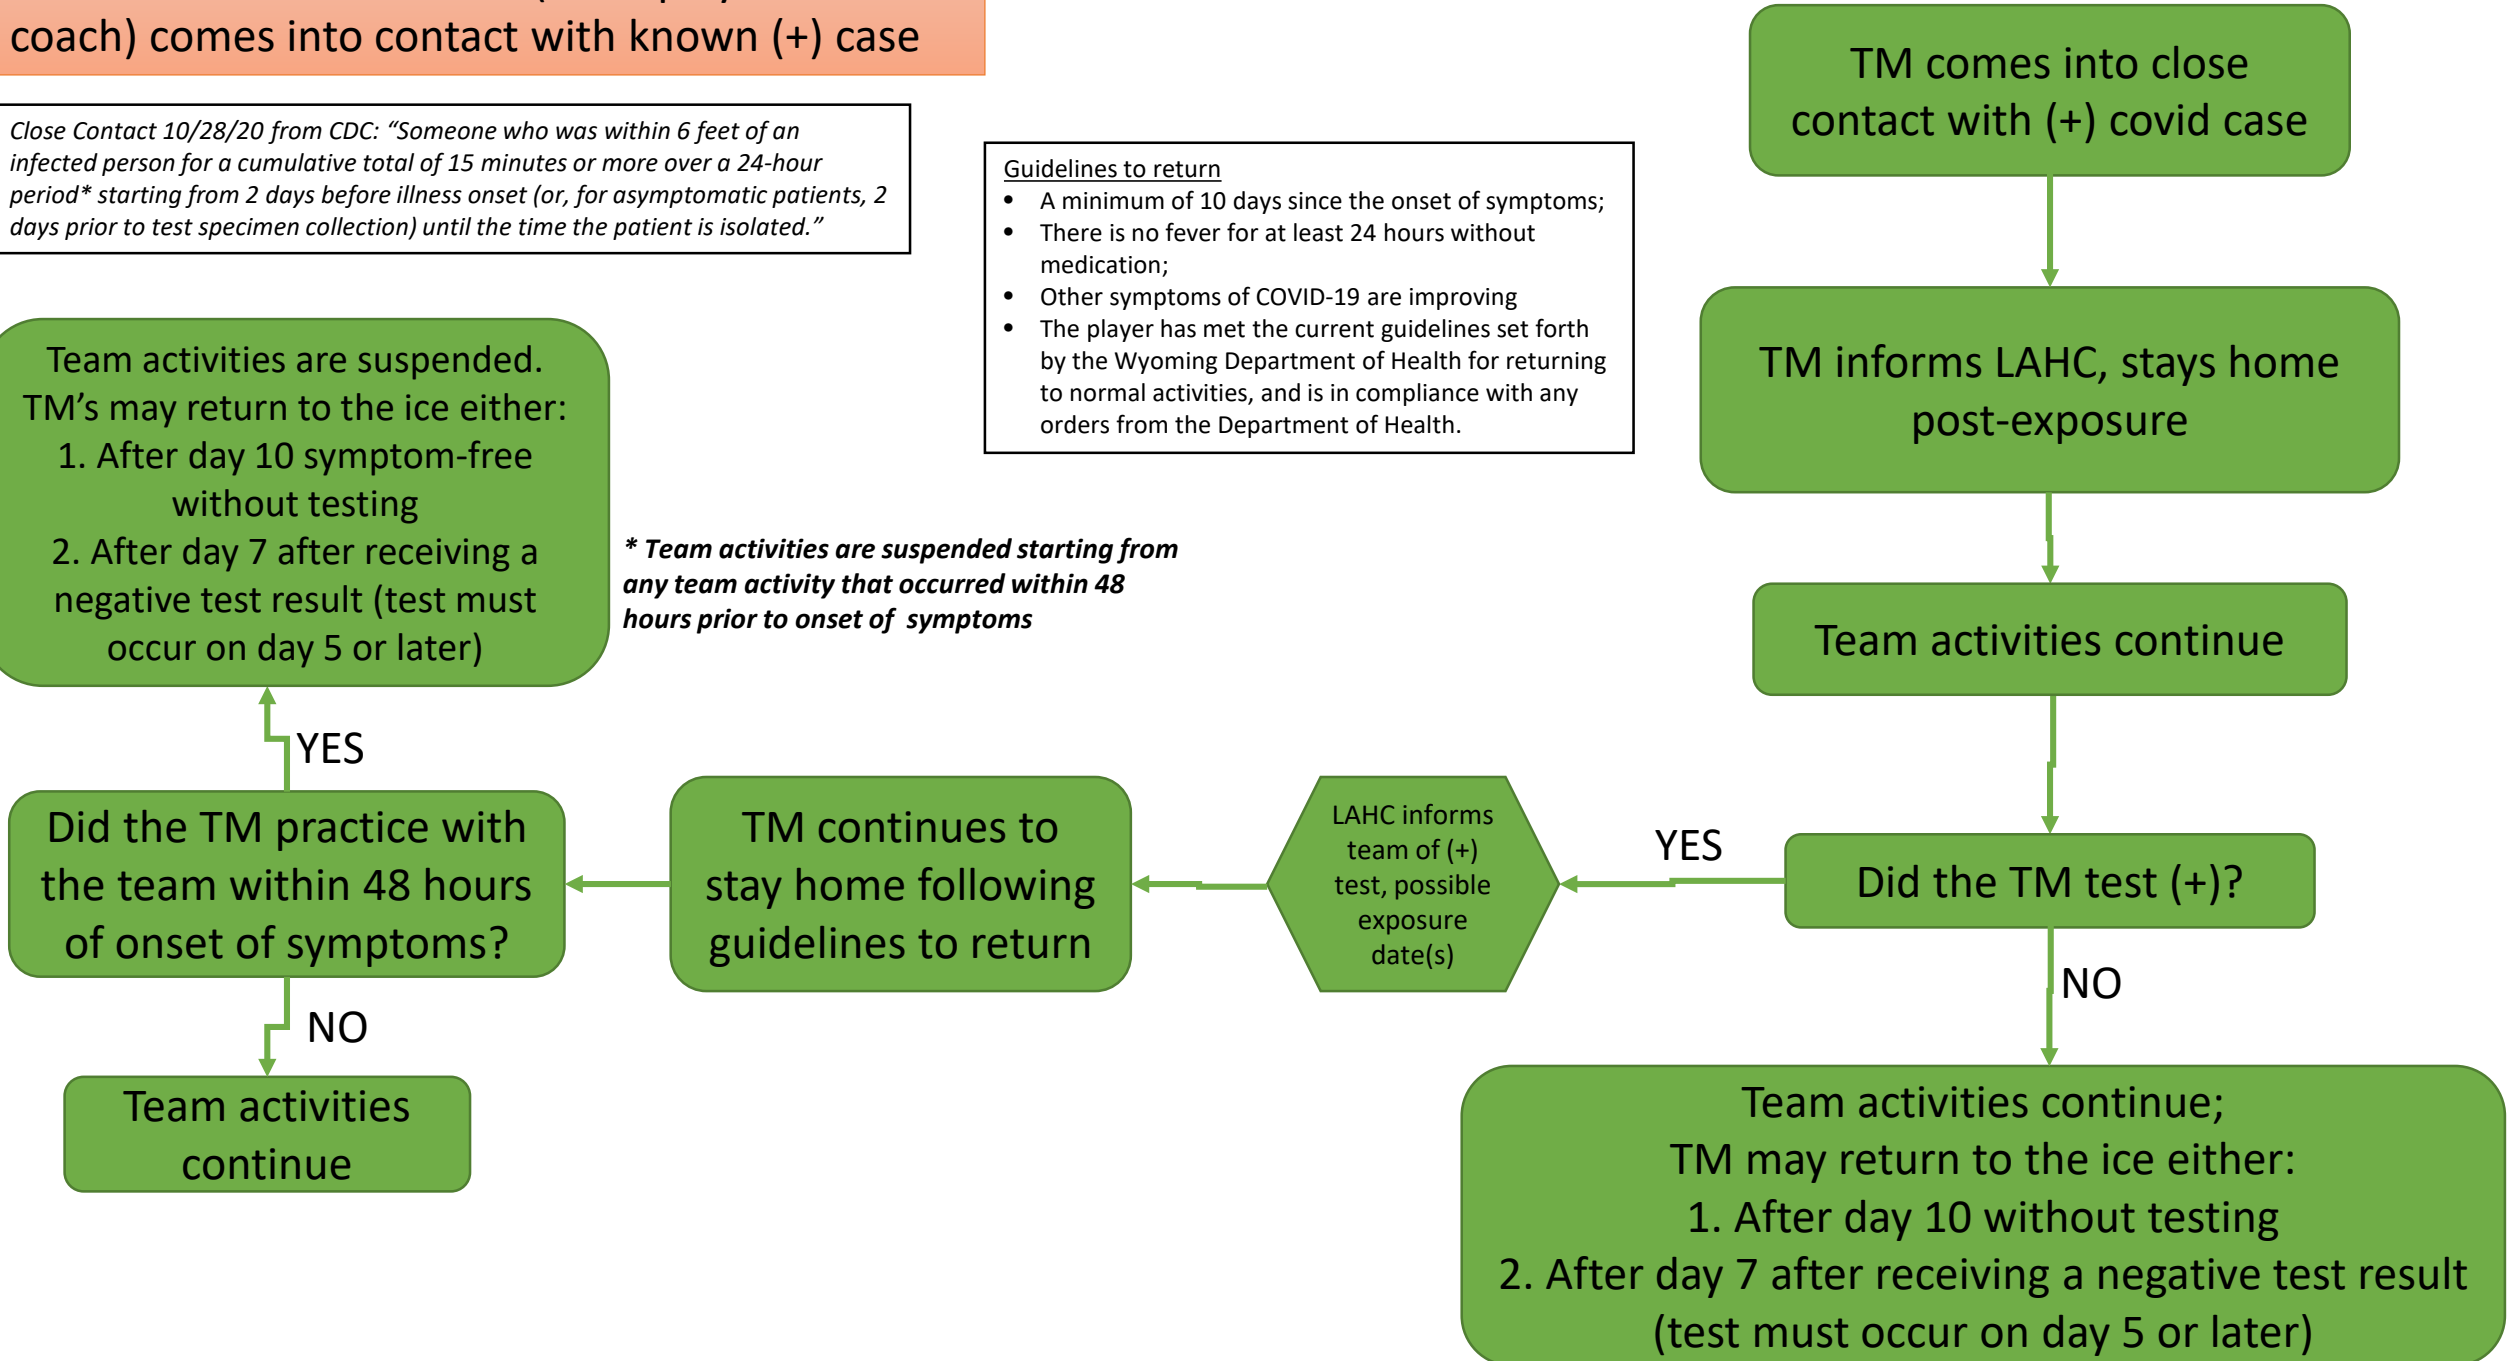 coach) comes into contact with known (+) case
Close Contact 10/28/20 from CDC: “Someone who was within 6 feet of an
infected person for a cumulative total of 15 minutes or more over a 24-hour
period* starting from 2 days before illness onset (or, for asymptomatic patients, 2
days prior to test specimen collection) until the time the patient is isolated.”
Guidelines to return
• A minimum of 10 days since the onset of symptoms;
• There is no fever for at least 24 hours without
medication;
• Other symptoms of COVID-19 are improving
• The player has met the current guidelines set forth
by the Wyoming Department of Health for returning
to normal activities, and is in compliance with any
orders from the Department of Health.
TM comes into close
contact with (+) covid case
TM informs LAHC, stays home
post-exposure
Team activities continue
Did the TM test (+)?
YES
NO
LAHC informs
team of (+)
test, possible
exposure
date(s)
TM continues to
stay home following
guidelines to return
Did the TM practice with
the team within 48 hours
of onset of symptoms?
YES
NO
Team activities are suspended.
TM’s may return to the ice either:
1. After day 10 symptom-free
without testing
2. After day 7 after receiving a
negative test result (test must
occur on day 5 or later)
* Team activities are suspended starting from
any team activity that occurred within 48
hours prior to onset of symptoms
Team activities
continue
Team activities continue;
TM may return to the ice either:
1. After day 10 without testing
2. After day 7 after receiving a negative test result
(test must occur on day 5 or later)